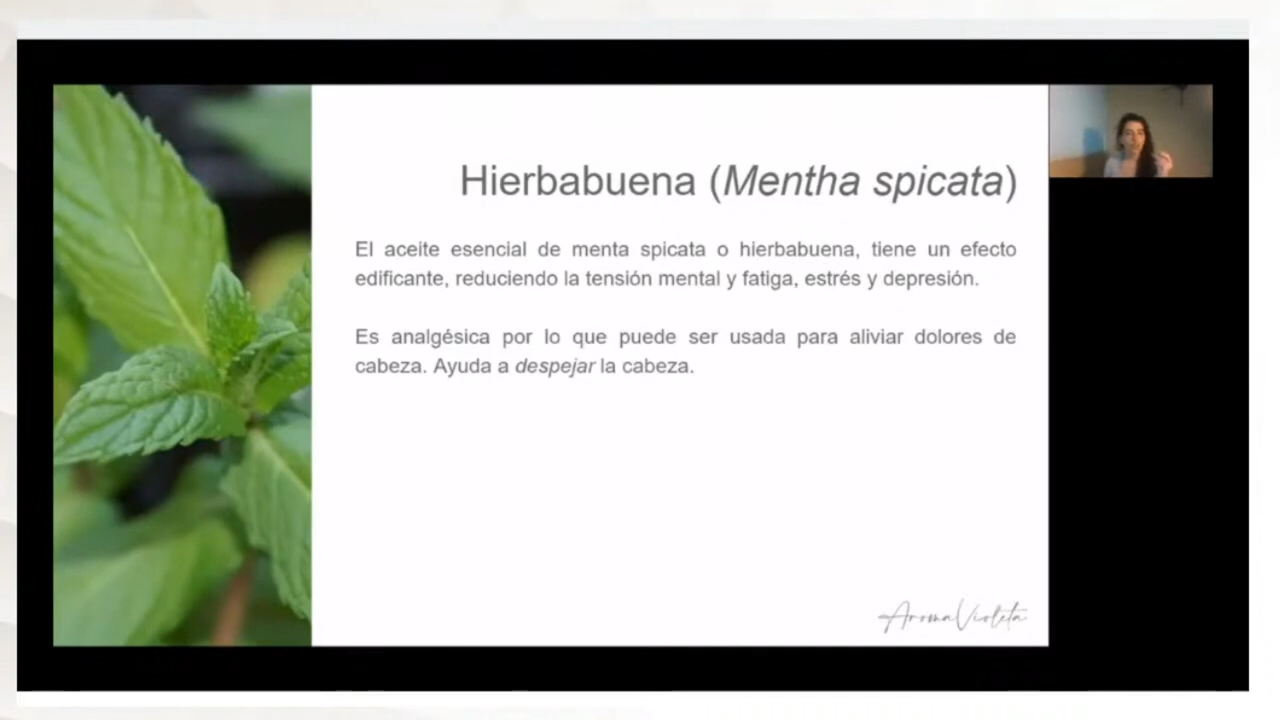 Hierbabuena (Mentha spicata)
El aceite esencial de menta spicata o hierbabuena, tiene un efecto
edificante, reduciendo la tensión mental y fatiga, estrés y depresión.
Es analgésica por lo que puede ser usada para aliviar dolores de
cabeza. Ayuda a despejar la cabeza.
AromaVioleta